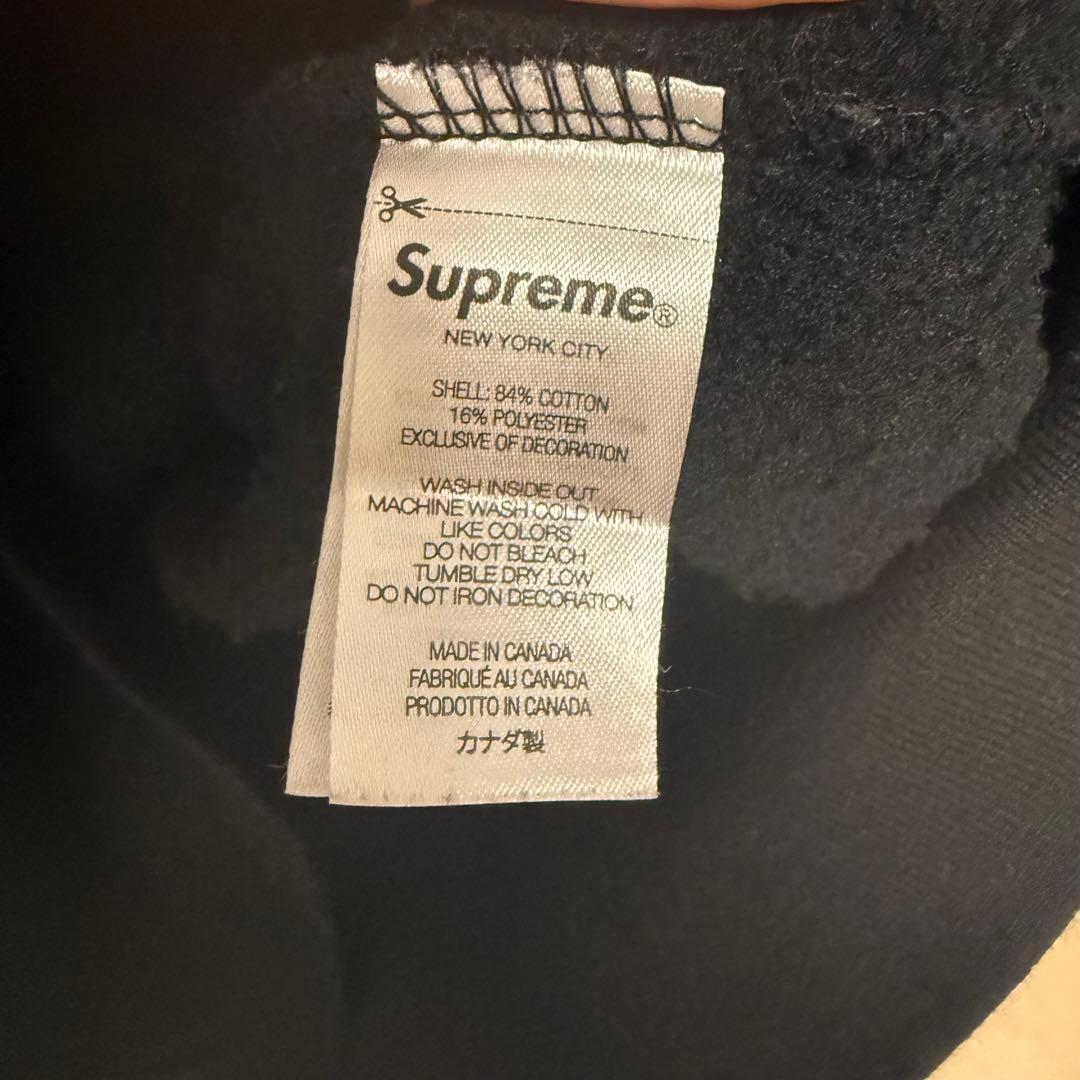 Supreme®
NEW YORK CITY
SHELL: 84% COTTON
16% POLYESTER
EXCLUSIVE OF DECORATION
WASH INSIDE OUT
MACHINE WASH COLD WITH
LIKE COLORS
DO NOT BLEACH
TUMBLE DRY LOW
DO NOT IRON DECORATION
MADE IN CANADA
FABRIQUÉ AU CANADA
PRODOTTO IN CANADA
カナダ製